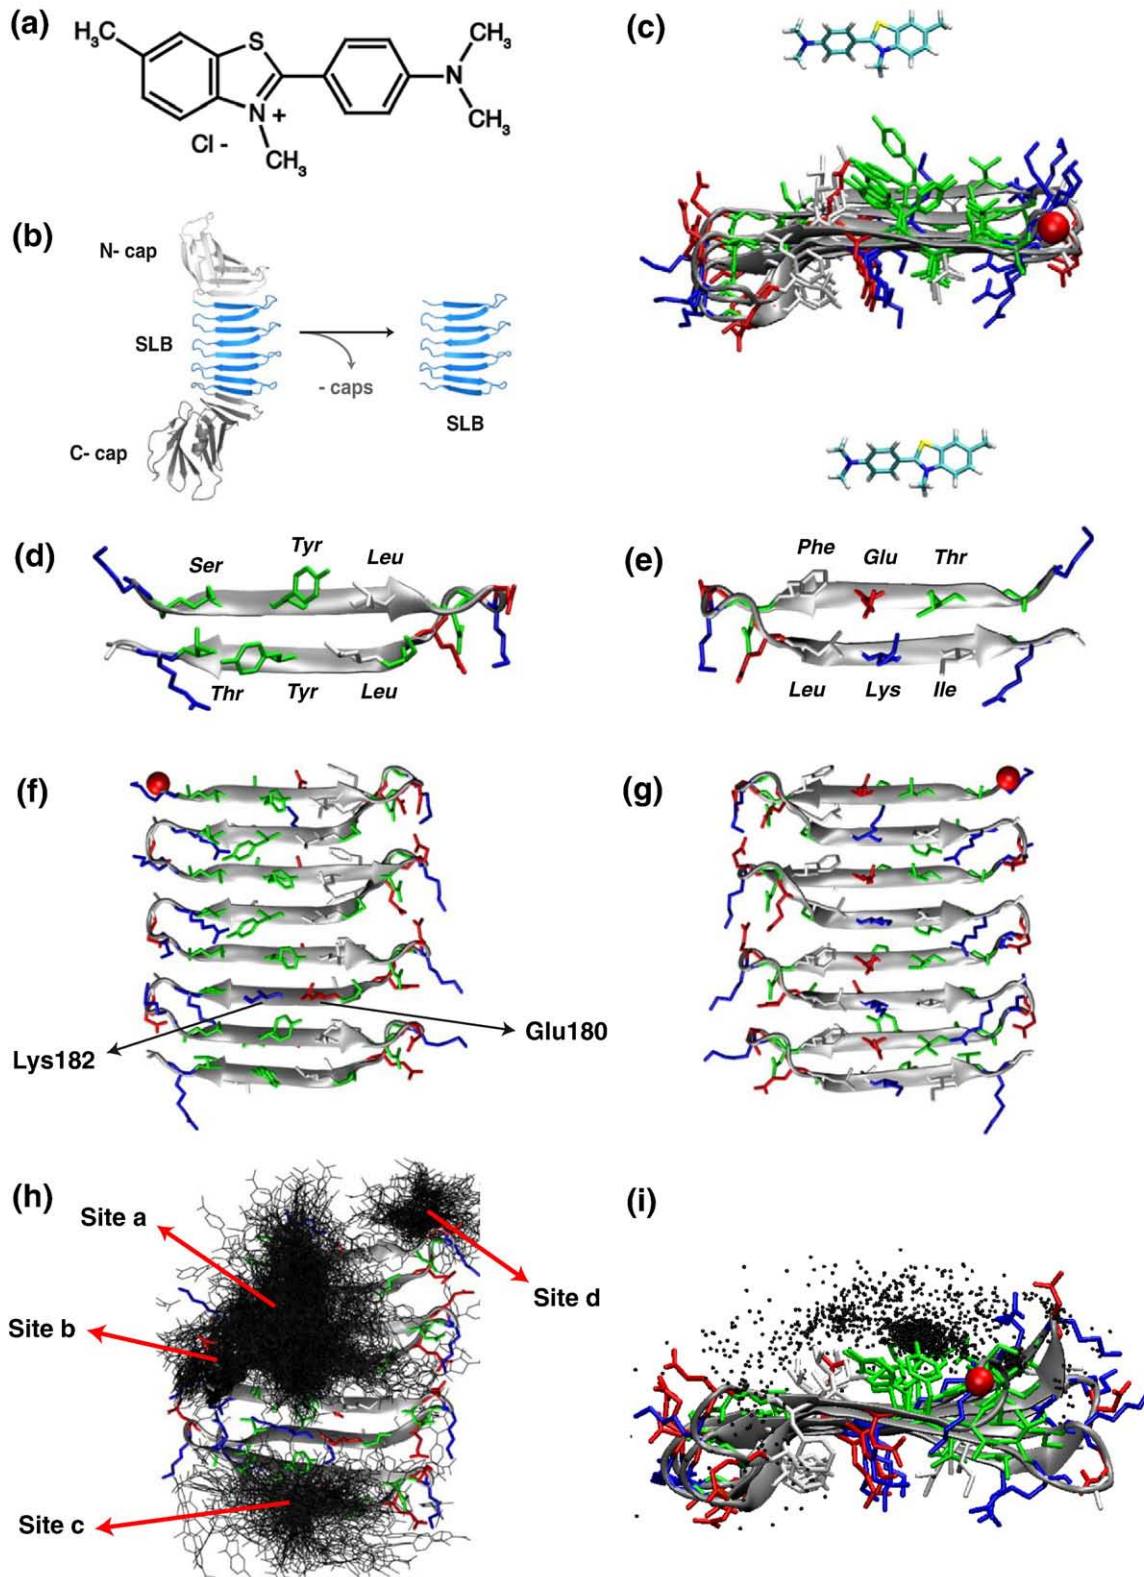 (a)
H₃C
S
CH₃
N
N
+
CH₃
Cl -
CH₃
(b)
N- cap
SLB
- caps
SLB
C- cap
(c)
(d)
Ser
Tyr
Leu
Thr
Tyr
Leu
(e)
Phe
Glu
Thr
Leu
Lys
Ile
(f)
Lys182
Glu180
(g)
(h)
Site a
Site b
Site c
Site d
(i)